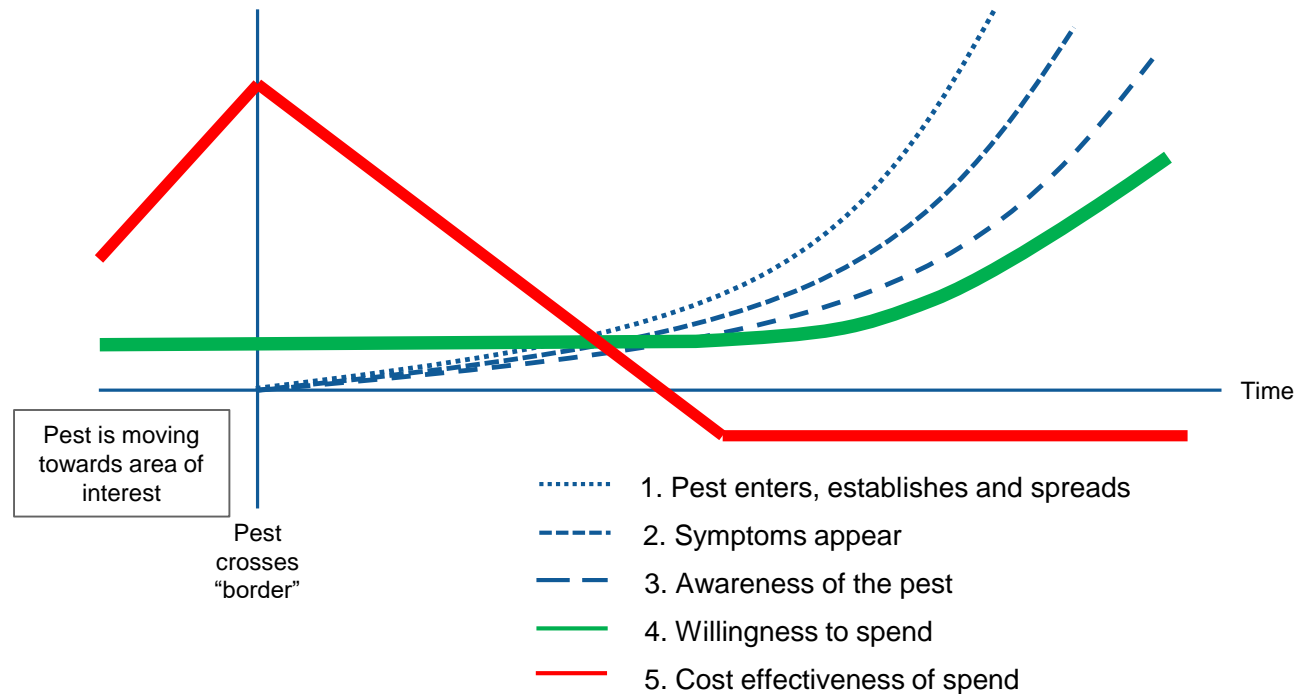 Time
Pest is moving
towards area of
interest
Pest
crosses
“border”
1. Pest enters, establishes and spreads
2. Symptoms appear
3. Awareness of the pest
4. Willingness to spend
5. Cost effectiveness of spend